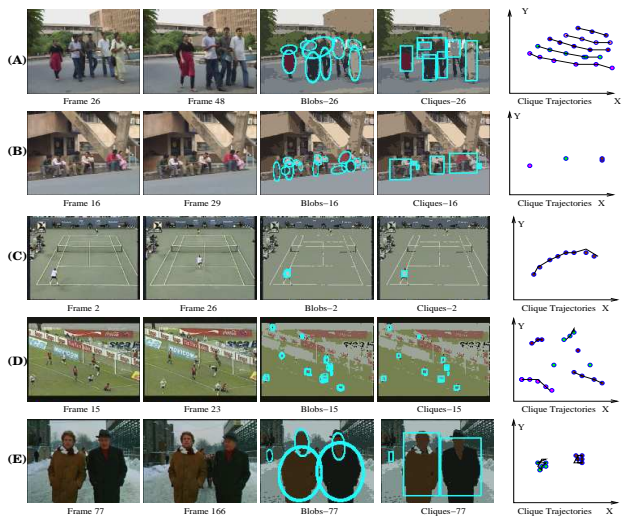 (A) Y
Frame 26 Frame 48 Blobs−26 Cliques−26 Clique Trajectories X
(B) Y
Frame 16 Frame 29 Blobs−16 Cliques−16 Clique Trajectories X
(C) Y
Frame 2 Frame 26 Blobs−2 Cliques−2 Clique Trajectories X
(D) Y
Frame 15 Frame 23 Blobs−15 Cliques−15 Clique Trajectories X
(E) Y
Frame 77 Frame 166 Blobs−77 Cliques−77 Clique Trajectories X